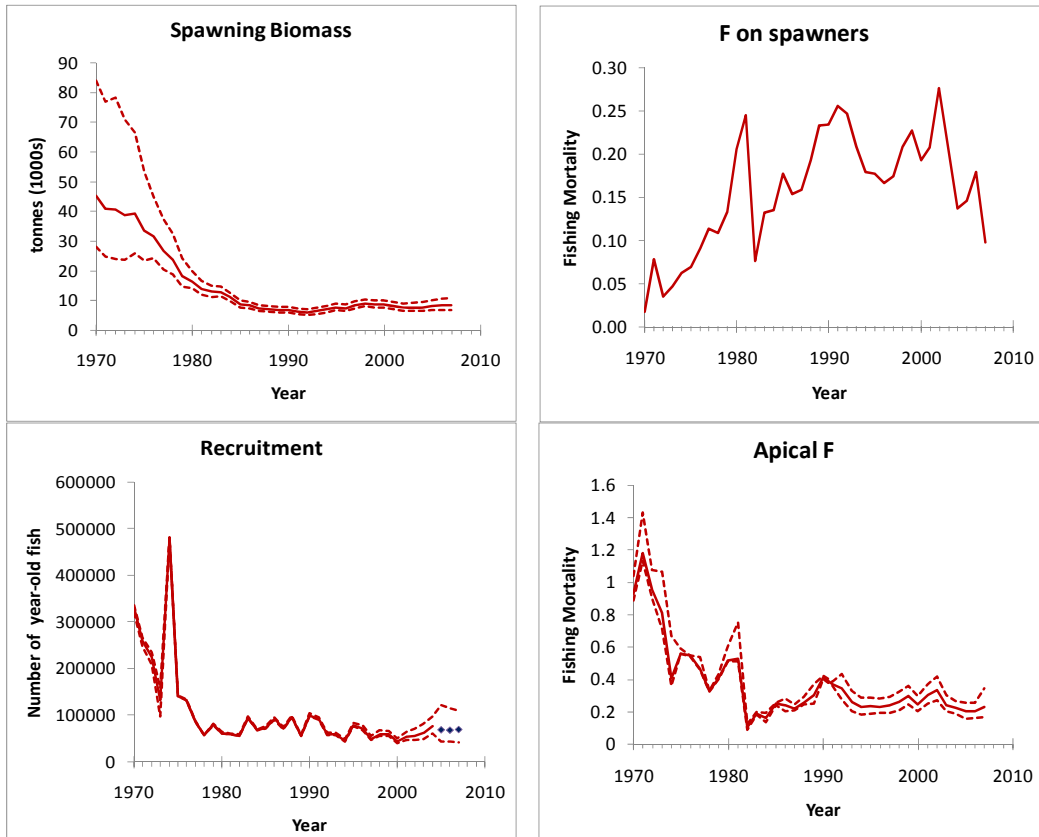 Spawning Biomass
90
80
70
60
50
40
30
20
10
0
tonnes (1000s)
1970 1980 1990 2000 2010
Year
F on spawners
0.30
0.25
0.20
0.15
0.10
0.05
0.00
Fishing Mortality
1970 1980 1990 2000 2010
Year
Recruitment
600000
500000
400000
300000
200000
100000
0
Number of year-old fish
1970 1980 1990 2000 2010
Year
Apical F
1.6
1.4
1.2
1
0.8
0.6
0.4
0.2
0
Fishing Mortality
1970 1980 1990 2000 2010
Year